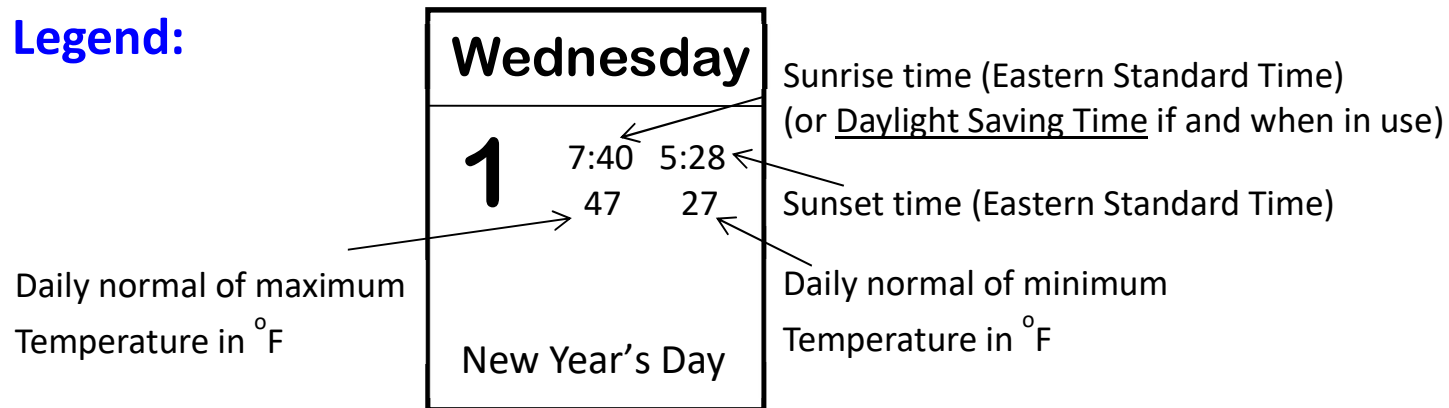 Legend:
Wednesday
Sunrise time (Eastern Standard Time)
(or Daylight Saving Time if and when in use)
1 7:40 5:28
47 27
Sunset time (Eastern Standard Time)
Daily normal of maximum
Temperature in °F
Daily normal of minimum
Temperature in °F
New Year’s Day